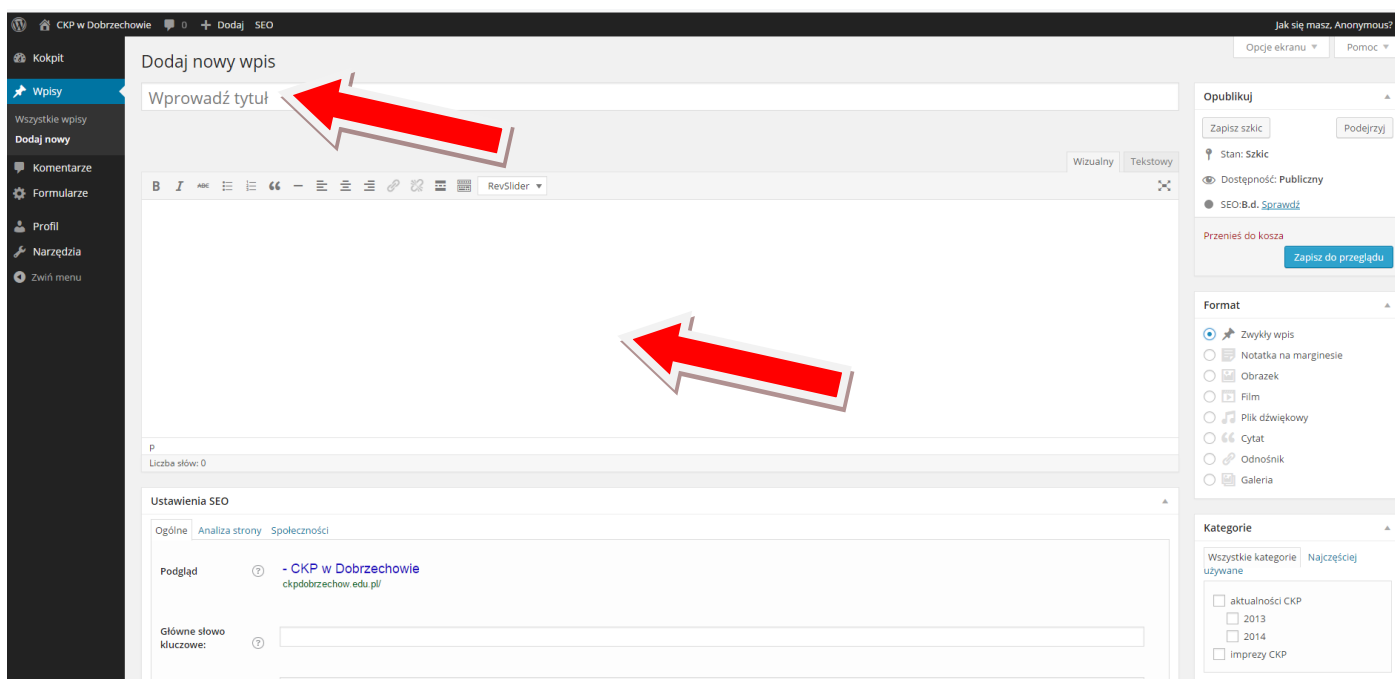 CKP w Dobrzechowie 0 + Dodaj SEO Jak się masz, Anonymous?
Opcje ekranu Pomoc
Kokpit
Wpisy
Wszystkie wpisy
Dodaj nowy
Komentarze
Formularze
Profil
Narzędzia
Zwiń menu
Dodaj nowy wpis
Wprowadź tytuł
Wizualny Tekstowy
B I ABC RevSlider
p
Liczba słów: 0
Ustawienia SEO
Ogólne Analiza strony Społeczności
Podgląd ? - CKP w Dobrzechowie
ckpdobrzechow.edu.pl/
Główne słowo
kluczowe: ?
Opublikuj
Zapisz szkic Podejrzyj
Stan: Szkic
Dostępność: Publiczny
SEO:B.d. Sprawdź
Przenieś do kosza
Zapisz do przeglądu
Format
Zwykły wpis
Notatka na marginesie
Obrazek
Film
Plik dźwiękowy
Cytat
Odnośnik
Galeria
Kategorie
Wszystkie kategorie Najczęściej
używane
aktualności CKP
2013
2014
imprezy CKP